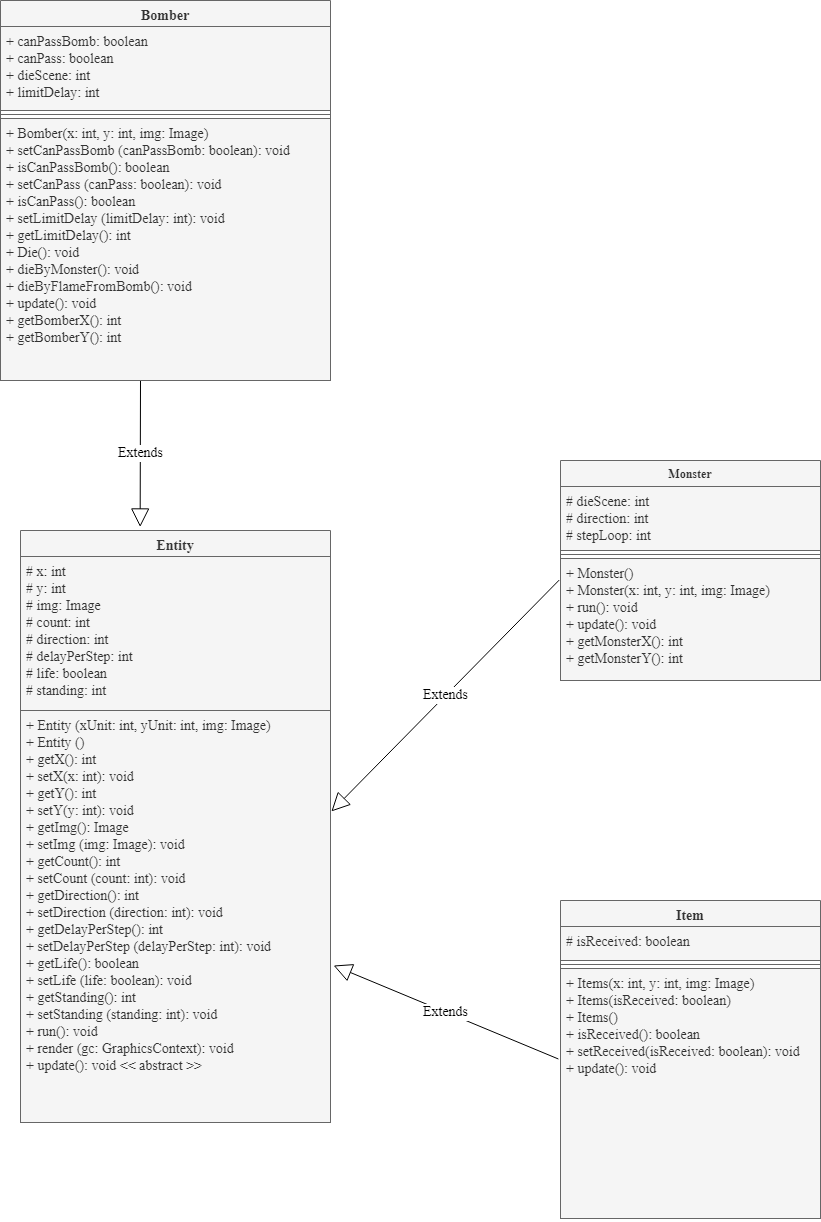 Bomber
+ canPassBomb: boolean
+ canPass: boolean
+ dieScene: int
+ limitDelay: int
+ Bomber(x: int, y: int, img: Image)
+ setCanPassBomb (canPassBomb: boolean): void
+ isCanPassBomb(): boolean
+ setCanPass (canPass: boolean): void
+ isCanPass(): boolean
+ setLimitDelay (limitDelay: int): void
+ getLimitDelay(): int
+ Die(): void
+ dieByMonster(): void
+ dieByFlameFromBomb(): void
+ update(): void
+ getBomberX(): int
+ getBomberY(): int
Extends
Entity
# x: int
# y: int
# img: Image
# count: int
# direction: int
# delayPerStep: int
# life: boolean
# standing: int
+ Entity (xUnit: int, yUnit: int, img: Image)
+ Entity ()
+ getX(): int
+ setX(x: int): void
+ getY(): int
+ setY(y: int): void
+ getImg(): Image
+ setImg (img: Image): void
+ getCount(): int
+ setCount (count: int): void
+ getDirection(): int
+ setDirection (direction: int): void
+ getDelayPerStep(): int
+ setDelayPerStep (delayPerStep: int): void
+ getLife(): boolean
+ setLife (life: boolean): void
+ getStanding(): int
+ setStanding (standing: int): void
+ run(): void
+ render (gc: GraphicsContext): void
+ update(): void << abstract >>
Extends
Monster
# dieScene: int
# direction: int
# stepLoop: int
+ Monster()
+ Monster(x: int, y: int, img: Image)
+ run(): void
+ update(): void
+ getMonsterX(): int
+ getMonsterY(): int
Extends
Item
# isReceived: boolean
+ Items(x: int, y: int, img: Image)
+ Items(isReceived: boolean)
+ Items()
+ isReceived(): boolean
+ setReceived(isReceived: boolean): void
+ update(): void